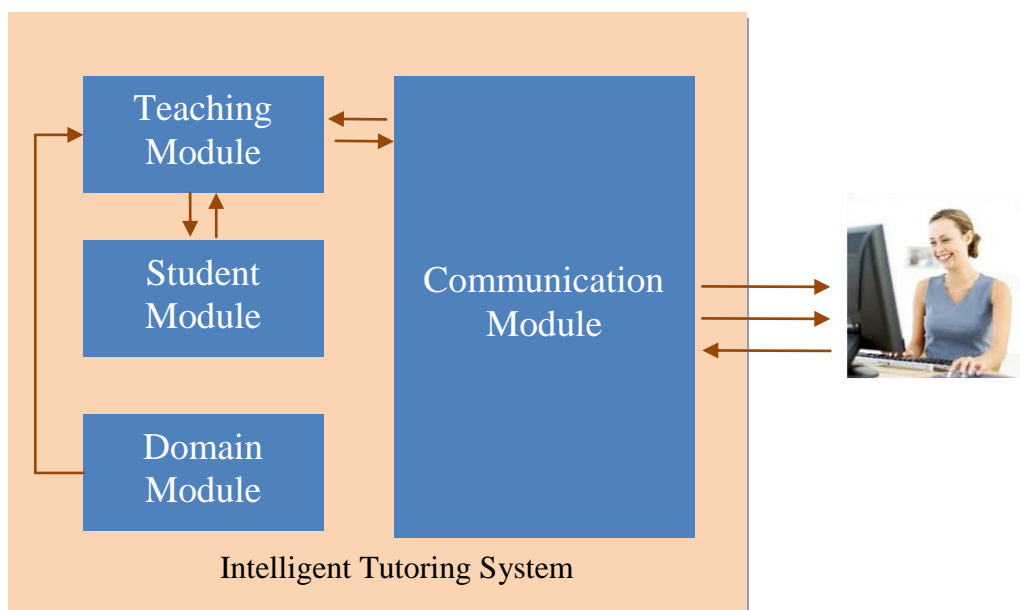 Teaching
Module
Student
Module
Communication
Module
Domain
Module
Intelligent Tutoring System